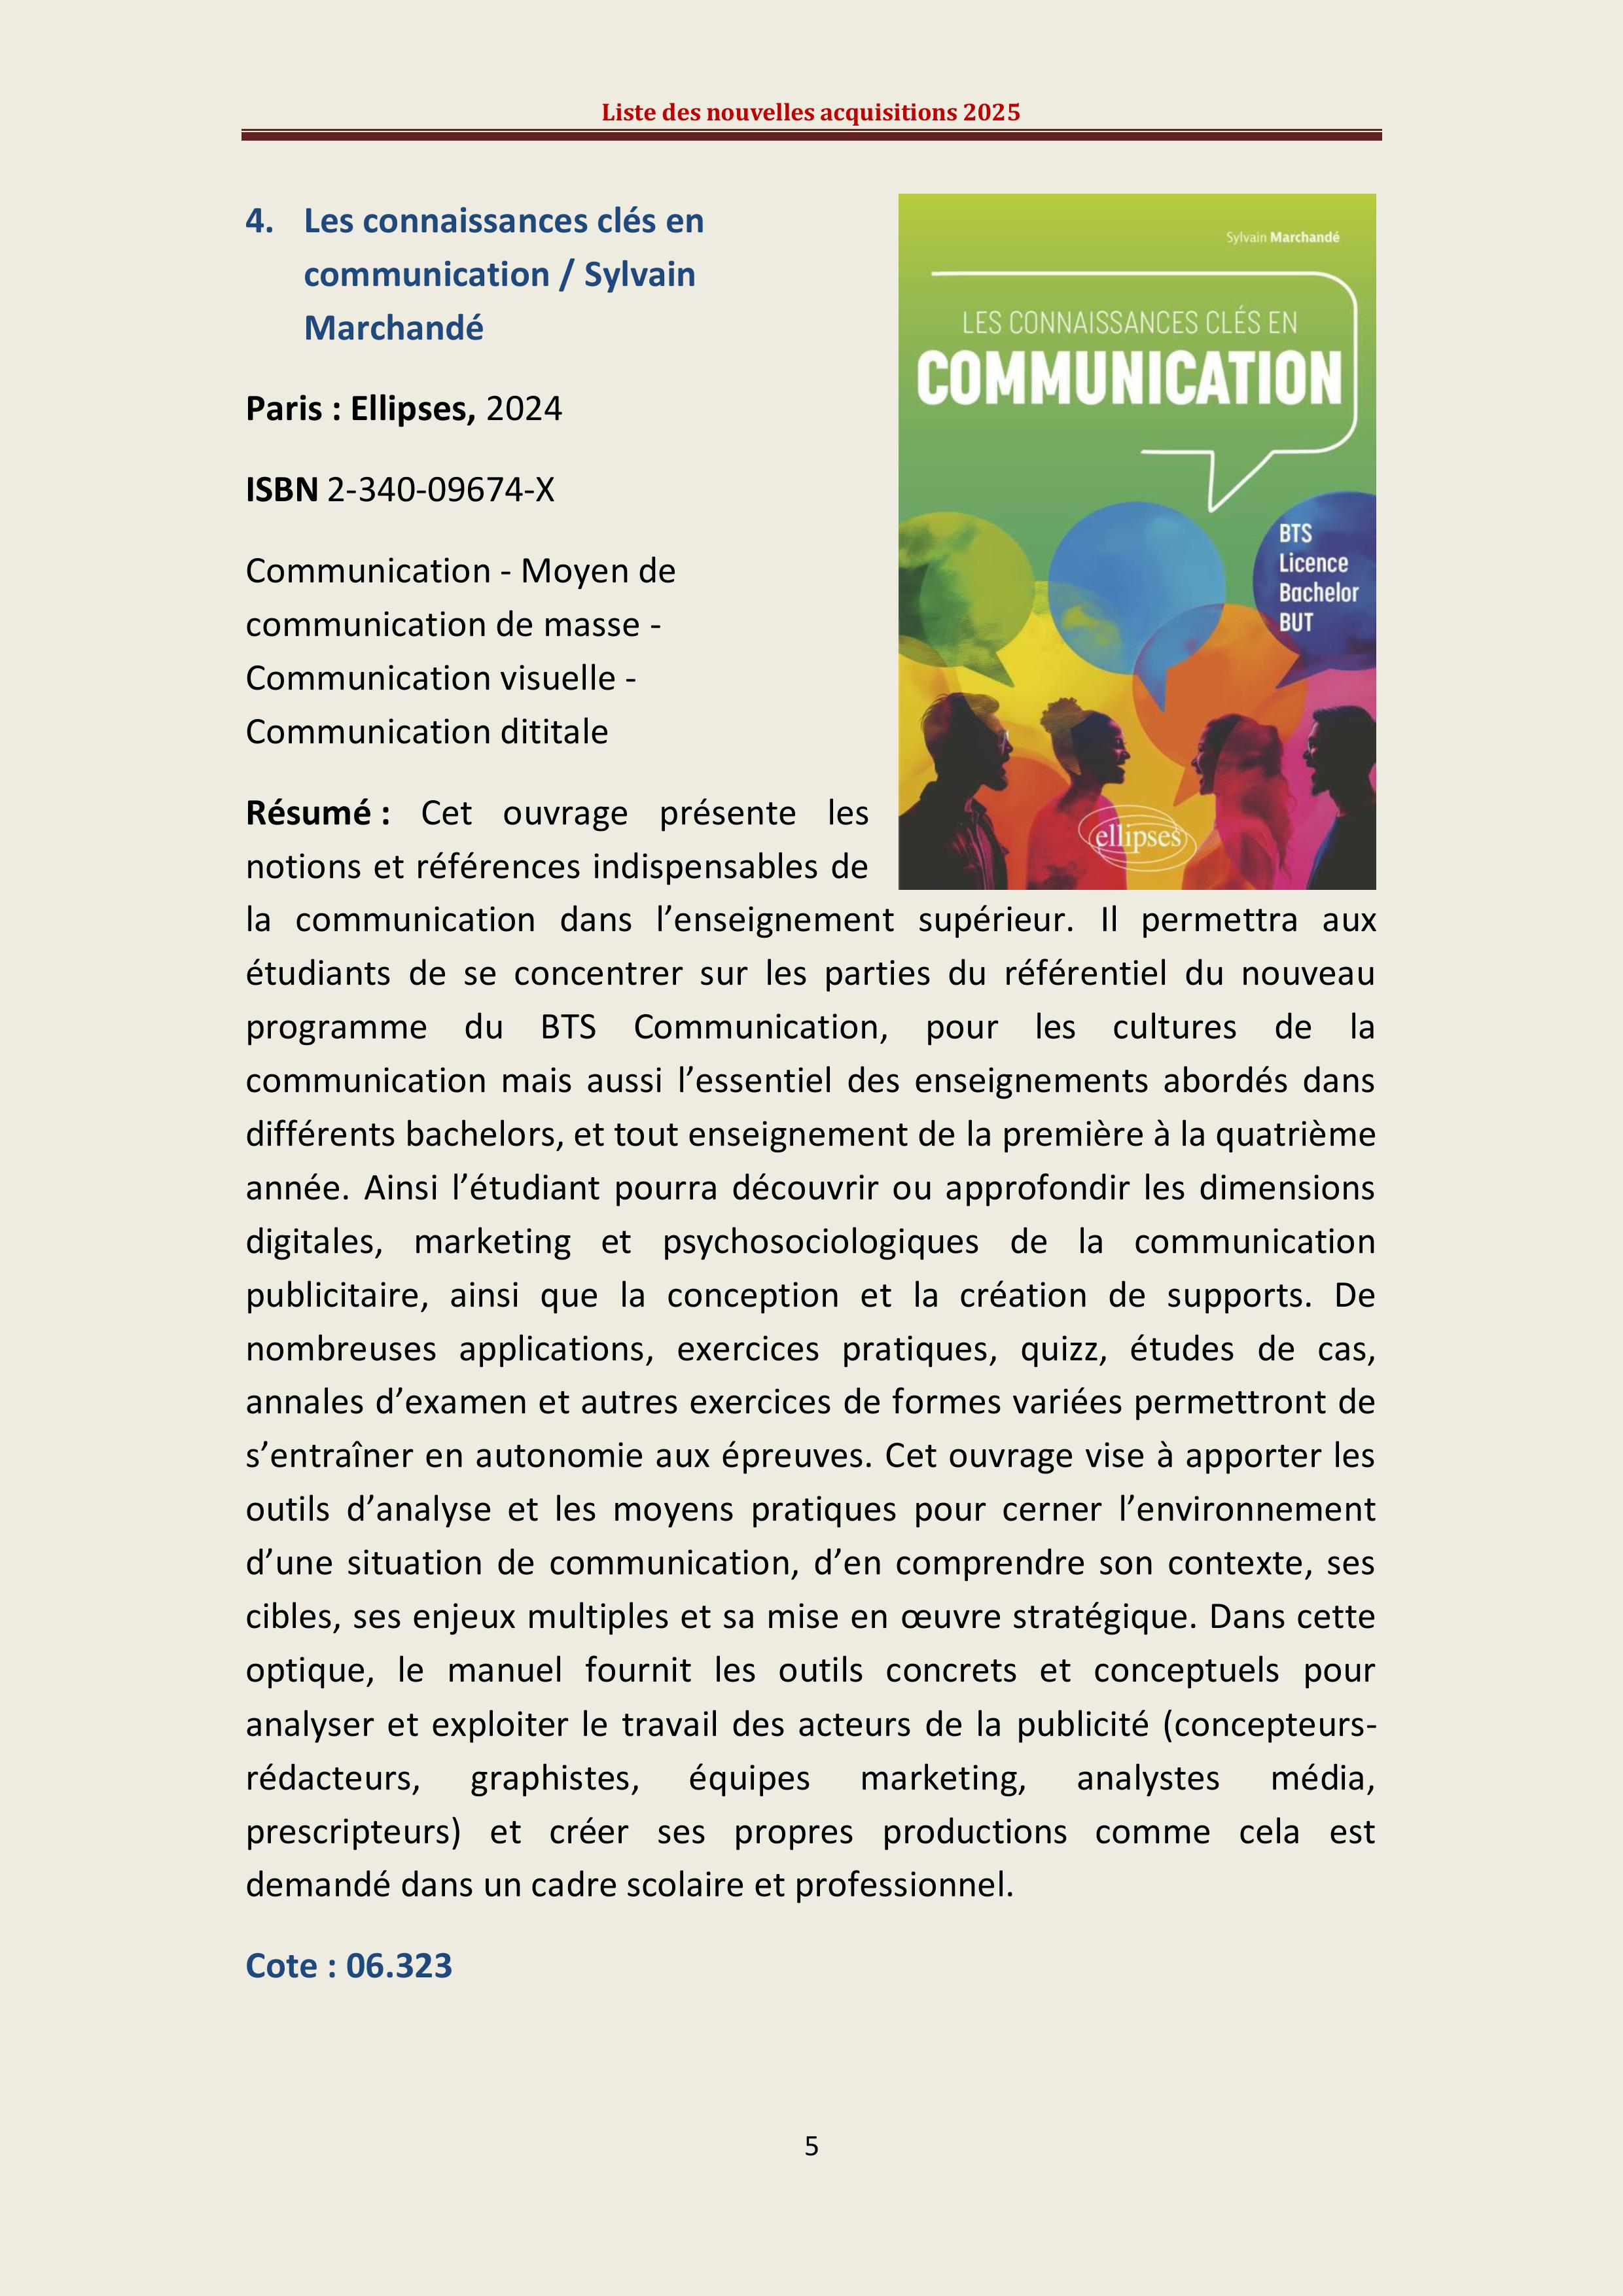 Liste des nouvelles acquisitions 2025
4. Les connaissances clés en
communication / Sylvain
Marchandé
Paris : Ellipses, 2024
ISBN 2-340-09674-X
Communication - Moyen de
communication de masse -
Communication visuelle -
Communication dititale
Sylvain Marchandé
LES CONNAISSANCES CLÉS EN
COMMUNICATION
BTS
Licence
Bachelor
BUT
ellipses
Résumé : Cet ouvrage présente les
notions et références indispensables de
la communication dans l’enseignement supérieur. Il permettra aux
étudiants de se concentrer sur les parties du référentiel du nouveau
programme du BTS Communication, pour les cultures de la
communication mais aussi l’essentiel des enseignements abordés dans
différents bachelors, et tout enseignement de la première à la quatrième
année. Ainsi l’étudiant pourra découvrir ou approfondir les dimensions
digitales, marketing et psychosociologiques de la communication
publicitaire, ainsi que la conception et la création de supports. De
nombreuses applications, exercices pratiques, quizz, études de cas,
annales d’examen et autres exercices de formes variées permettront de
s’entraîner en autonomie aux épreuves. Cet ouvrage vise à apporter les
outils d’analyse et les moyens pratiques pour cerner l’environnement
d’une situation de communication, d’en comprendre son contexte, ses
cibles, ses enjeux multiples et sa mise en œuvre stratégique. Dans cette
optique, le manuel fournit les outils concrets et conceptuels pour
analyser et exploiter le travail des acteurs de la publicité (concepteurs-
rédacteurs, graphistes, équipes marketing, analystes média,
prescripteurs) et créer ses propres productions comme cela est
demandé dans un cadre scolaire et professionnel.
Cote : 06.323
5